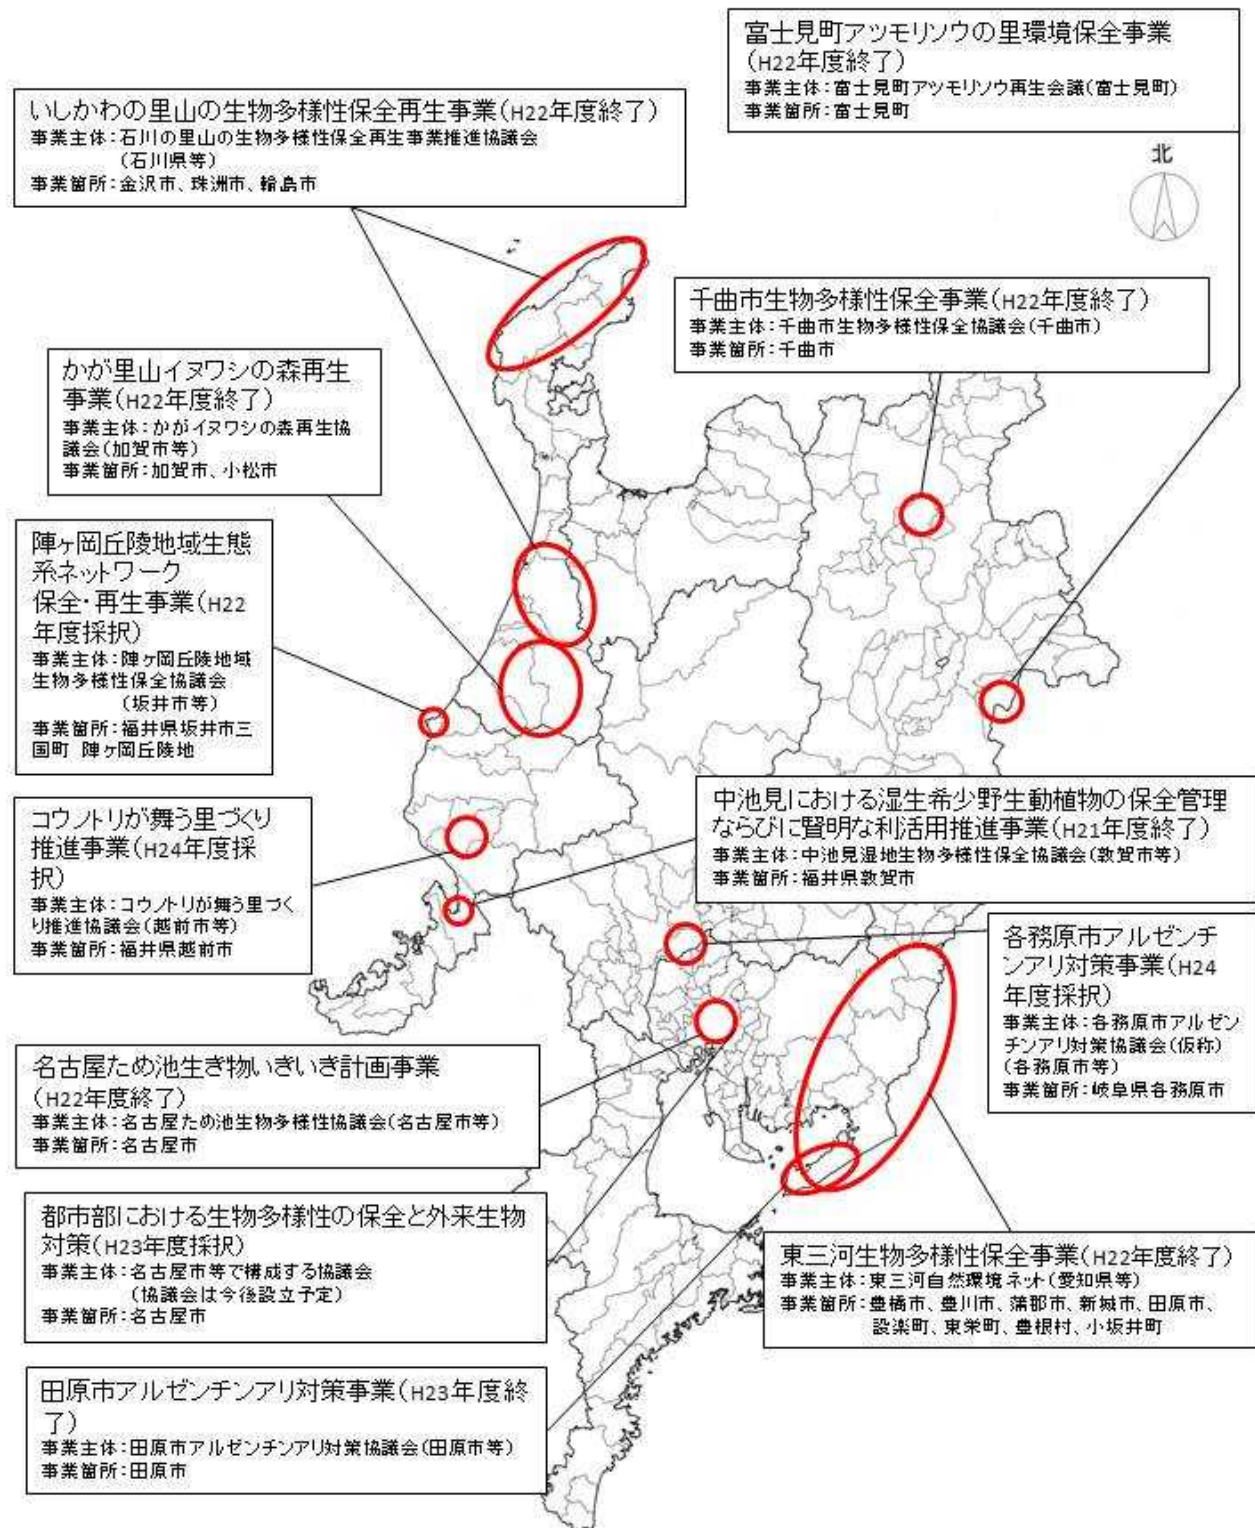 富士見町アツモリソウの里環境保全事業
(H22年度終了)
事業主体：富士見町アツモリソウ再生会議(富士見町)
事業箇所：富士見町
いしかわの里山の生物多様性保全再生事業(H22年度終了)
事業主体：石川の里山の生物多様性保全再生事業推進協議会
(石川県等)
事業箇所：金沢市、珠洲市、輪島市
北
千曲市生物多様性保全事業(H22年度終了)
事業主体：千曲市生物多様性保全協議会(千曲市)
事業箇所：千曲市
かが里山イヌワシの森再生
事業(H22年度終了)
事業主体：かがイヌワシの森再生協
議会(加賀市等)
事業箇所：加賀市、小松市
陣ヶ岡丘陵地域生態
系ネットワーク
保全・再生事業(H22
年度採択)
事業主体：陣ヶ岡丘陵地域
生物多様性保全協議会
(坂井市等)
事業箇所：福井県坂井市三
国町 陣ヶ岡丘陵地
中池見における湿生希少野生動植物の保全管理
ならびに賢明な利活用推進事業(H21年度終了)
事業主体：中池見湿地生物多様性保全協議会(敦賀市等)
事業箇所：福井県敦賀市
コウノトリが舞う里づくり
推進事業(H24年度採
択)
事業主体：コウノトリが舞う里づく
り推進協議会(越前市等)
事業箇所：福井県越前市
各務原市アルゼンチ
ンアリ対策事業(H24
年度採択)
事業主体：各務原市アルゼン
チンアリ対策協議会(仮称)
(各務原市等)
事業箇所：岐阜県各務原市
名古屋ため池生き物いきいき計画事業
(H22年度終了)
事業主体：名古屋ため池生物多様性協議会(名古屋市等)
事業箇所：名古屋市
都市部における生物多様性の保全と外来生物
対策(H23年度採択)
事業主体：名古屋市等で構成する協議会
(協議会は今後設立予定)
事業箇所：名古屋市
東三河生物多様性保全事業(H22年度終了)
事業主体：東三河自然環境ネット(愛知県等)
事業箇所：豊橋市、豊川市、蒲郡市、新城市、田原市、
設楽町、東栄町、豊根村、小坂井町
田原市アルゼンチンアリ対策事業(H23年度終
了)
事業主体：田原市アルゼンチンアリ対策協議会(田原市等)
事業箇所：田原市